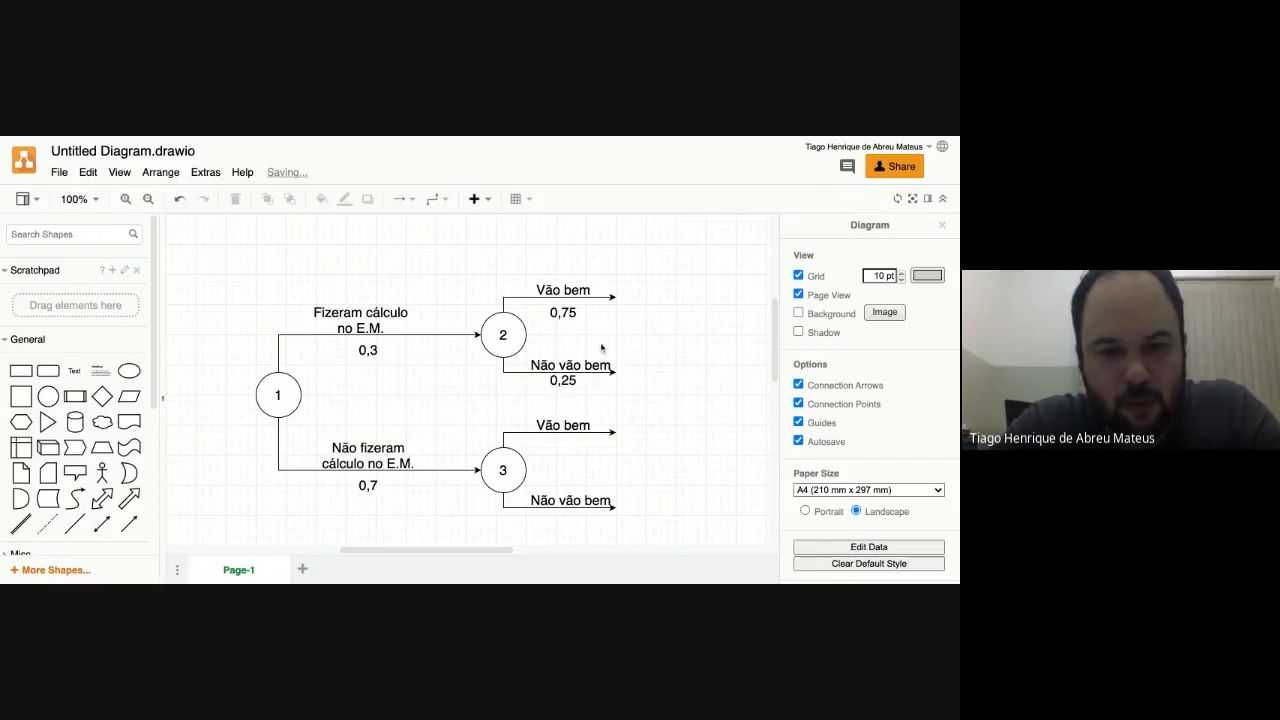 Untitled Diagram.drawio
Tiago Henrique de Abreu Mateus
File Edit View Arrange Extras Help Saving...
Share
100%
Search Shapes
Scratchpad
?
Drag elements here
General
Text
Heading
Misc
+ More Shapes...
Fizeram cálculo
no E.M.
0,3
1
Não fizeram
cálculo no E.M.
0,7
2
Vão bem
0,75
Não vão bem
0,25
3
Vão bem
Não vão bem
Page-1
Diagram
View
Grid 10 pt
Page View
Background Image
Shadow
Options
Connection Arrows
Connection Points
Guides
Autosave
Paper Size
A4 (210 mm x 297 mm)
Portrait Landscape
Edit Data
Clear Default Style
Tiago Henrique de Abreu Mateus